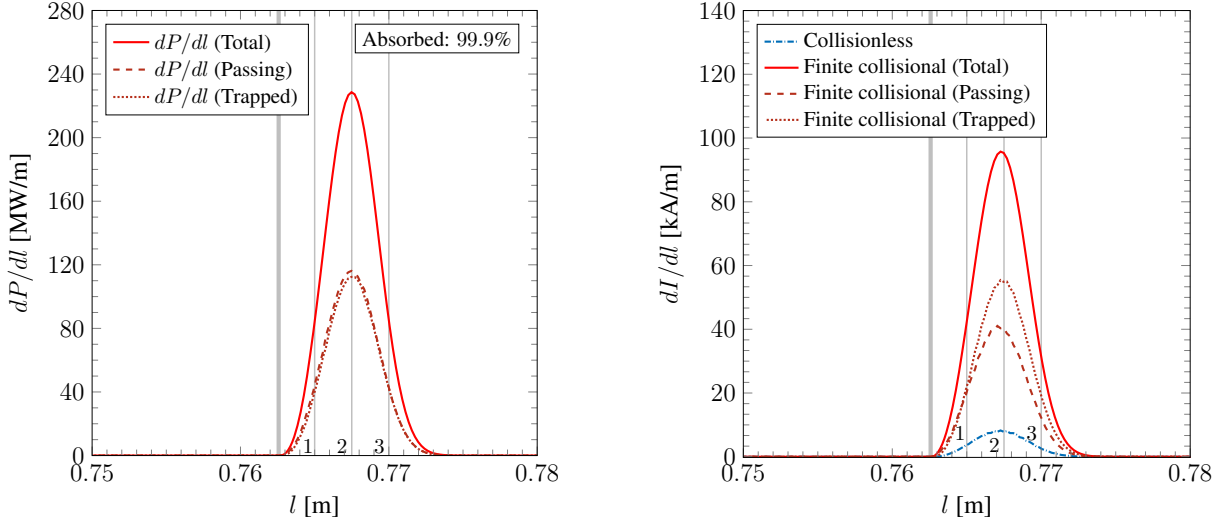 dP/dl (Total)
dP/dl (Passing)
dP/dl (Trapped)
Absorbed: 99.9%
280
240
200
160
120
80
40
0
dP/dl [MW/m]
1 2 3
0.75 0.76 0.77 0.78
l [m]
Collisionless
Finite collisional (Total)
Finite collisional (Passing)
Finite collisional (Trapped)
140
120
100
80
60
40
20
0
dI/dl [kA/m]
1 2 3
0.75 0.76 0.77 0.78
l [m]